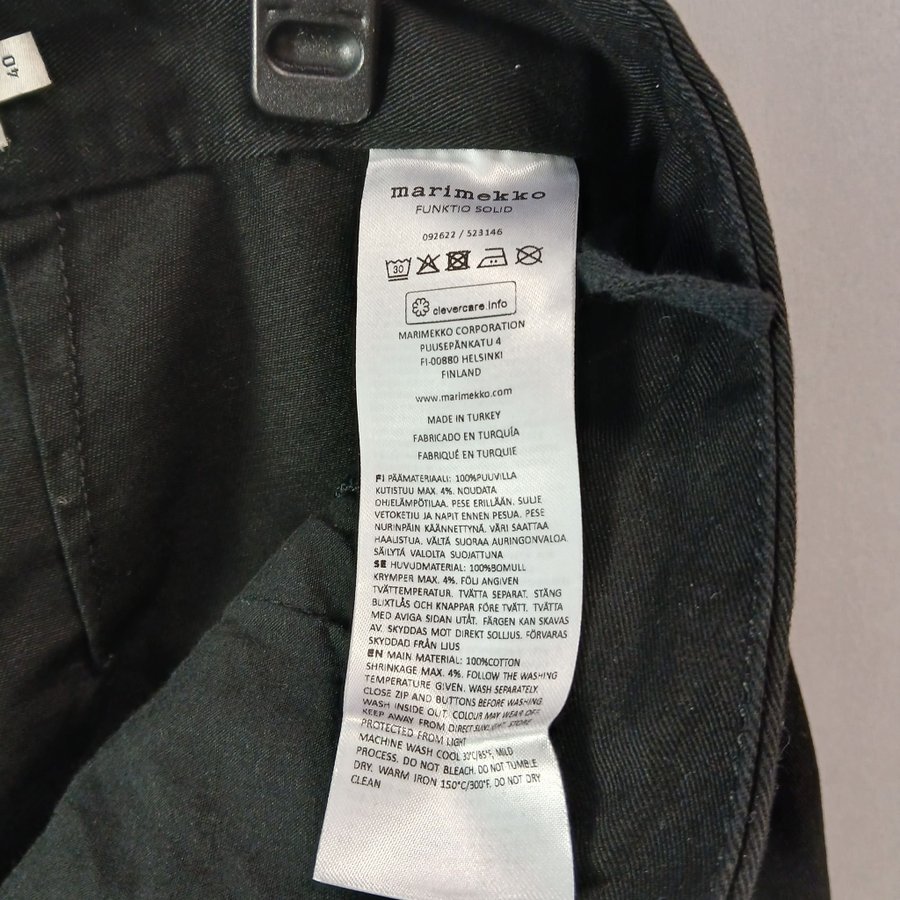 40
marimekko
FUNKTIO SOLID
092622 / 523146
30
clevercare.info
MARIMEKKO CORPORATION
PUUSEPÄNKATU 4
FI-00880 HELSINKI
FINLAND
www.marimekko.com
MADE IN TURKEY
FABRICADO EN TURQUÍA
FABRIQUÉ EN TURQUIE
FI PÄÄMATERIAALI: 100%PUUVILLA
KUTISTUU MAX. 4%. NOUDATA
OHJELÄMPÖTILAA. PESE ERILLÄÄN. SULJE
VETOKETJU JA NAPIT ENNEN PESUA. PESE
NURINPÄIN KÄÄNNETTYNÄ. VÄRI SAATTAA
HAALISTUA. VÄLTÄ SUORAA AURINGONVALOA.
SÄILYTÄ VALOLTA SUOJATTUNA
SE HUVUDMATERIAL: 100%BOMULL
KRYMPER MAX. 4%. FÖLJ ANGIVEN
TVÄTTEMPERATUR. TVÄTTA SEPARAT. STÄNG
BLIXTLÅS OCH KNAPPAR FÖRE TVÄTT. TVÄTTA
MED AVIGA SIDAN UTÅT. FÄRGEN KAN SKAVAS
AV. SKYDDAS MOT DIREKT SOLLJUS. FÖRVARAS
SKYDDAD FRÅN LJUS
EN MAIN MATERIAL: 100%COTTON
SHRINKAGE MAX. 4%. FOLLOW THE WASHING
TEMPERATURE GIVEN. WASH SEPARATELY.
CLOSE ZIP AND BUTTONS BEFORE WASHING.
WASH INSIDE OUT. COLOUR MAY WEAR OFF.
KEEP AWAY FROM DIRECT SUNLIGHT. STORE
PROTECTED FROM LIGHT
MACHINE WASH COOL 30°C/85°F, MILD
PROCESS. DO NOT BLEACH. DO NOT TUMBLE
DRY. WARM IRON 150°C/300°F. DO NOT DRY
CLEAN